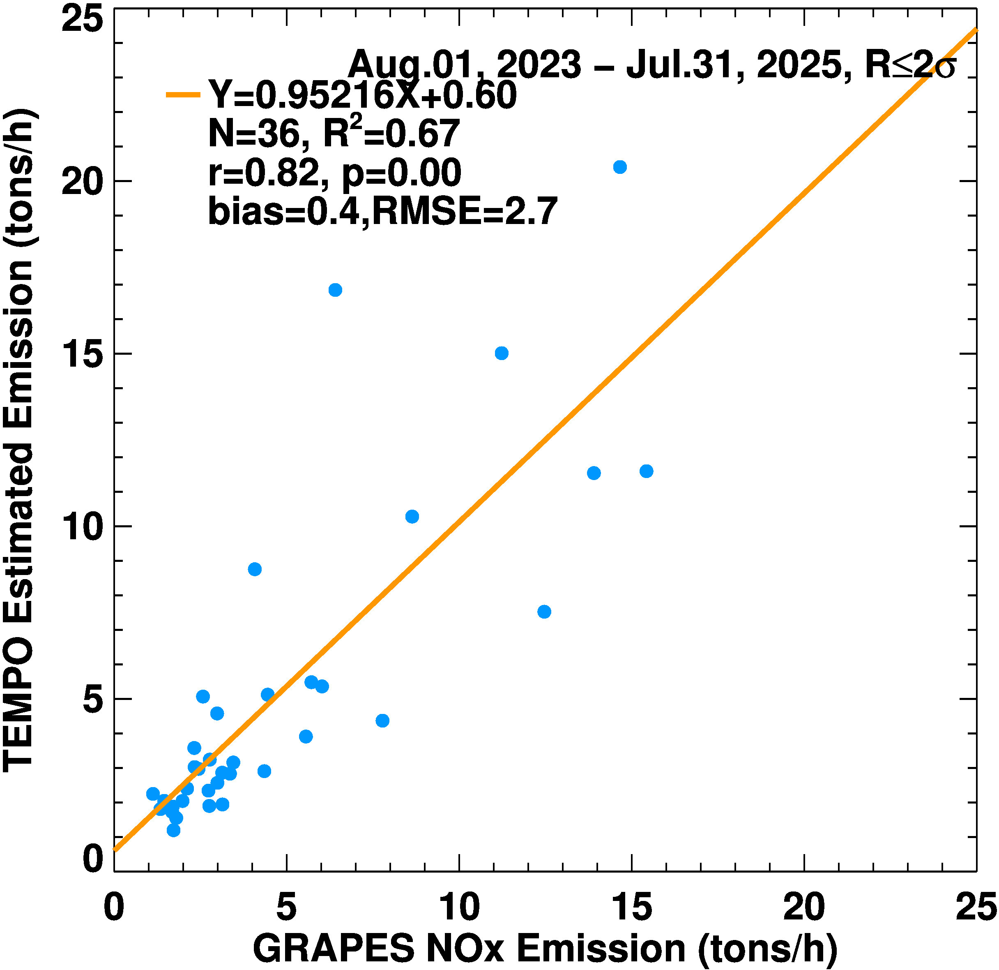 Aug.01, 2023 – Jul.31, 2025, R≤2σ
Y=0.95216X+0.60
N=36, R²=0.67
r=0.82, p=0.00
bias=0.4,RMSE=2.7
TEMPO Estimated Emission (tons/h)
25
20
15
10
5
0
0 5 10 15 20 25
GRAPES NOx Emission (tons/h)